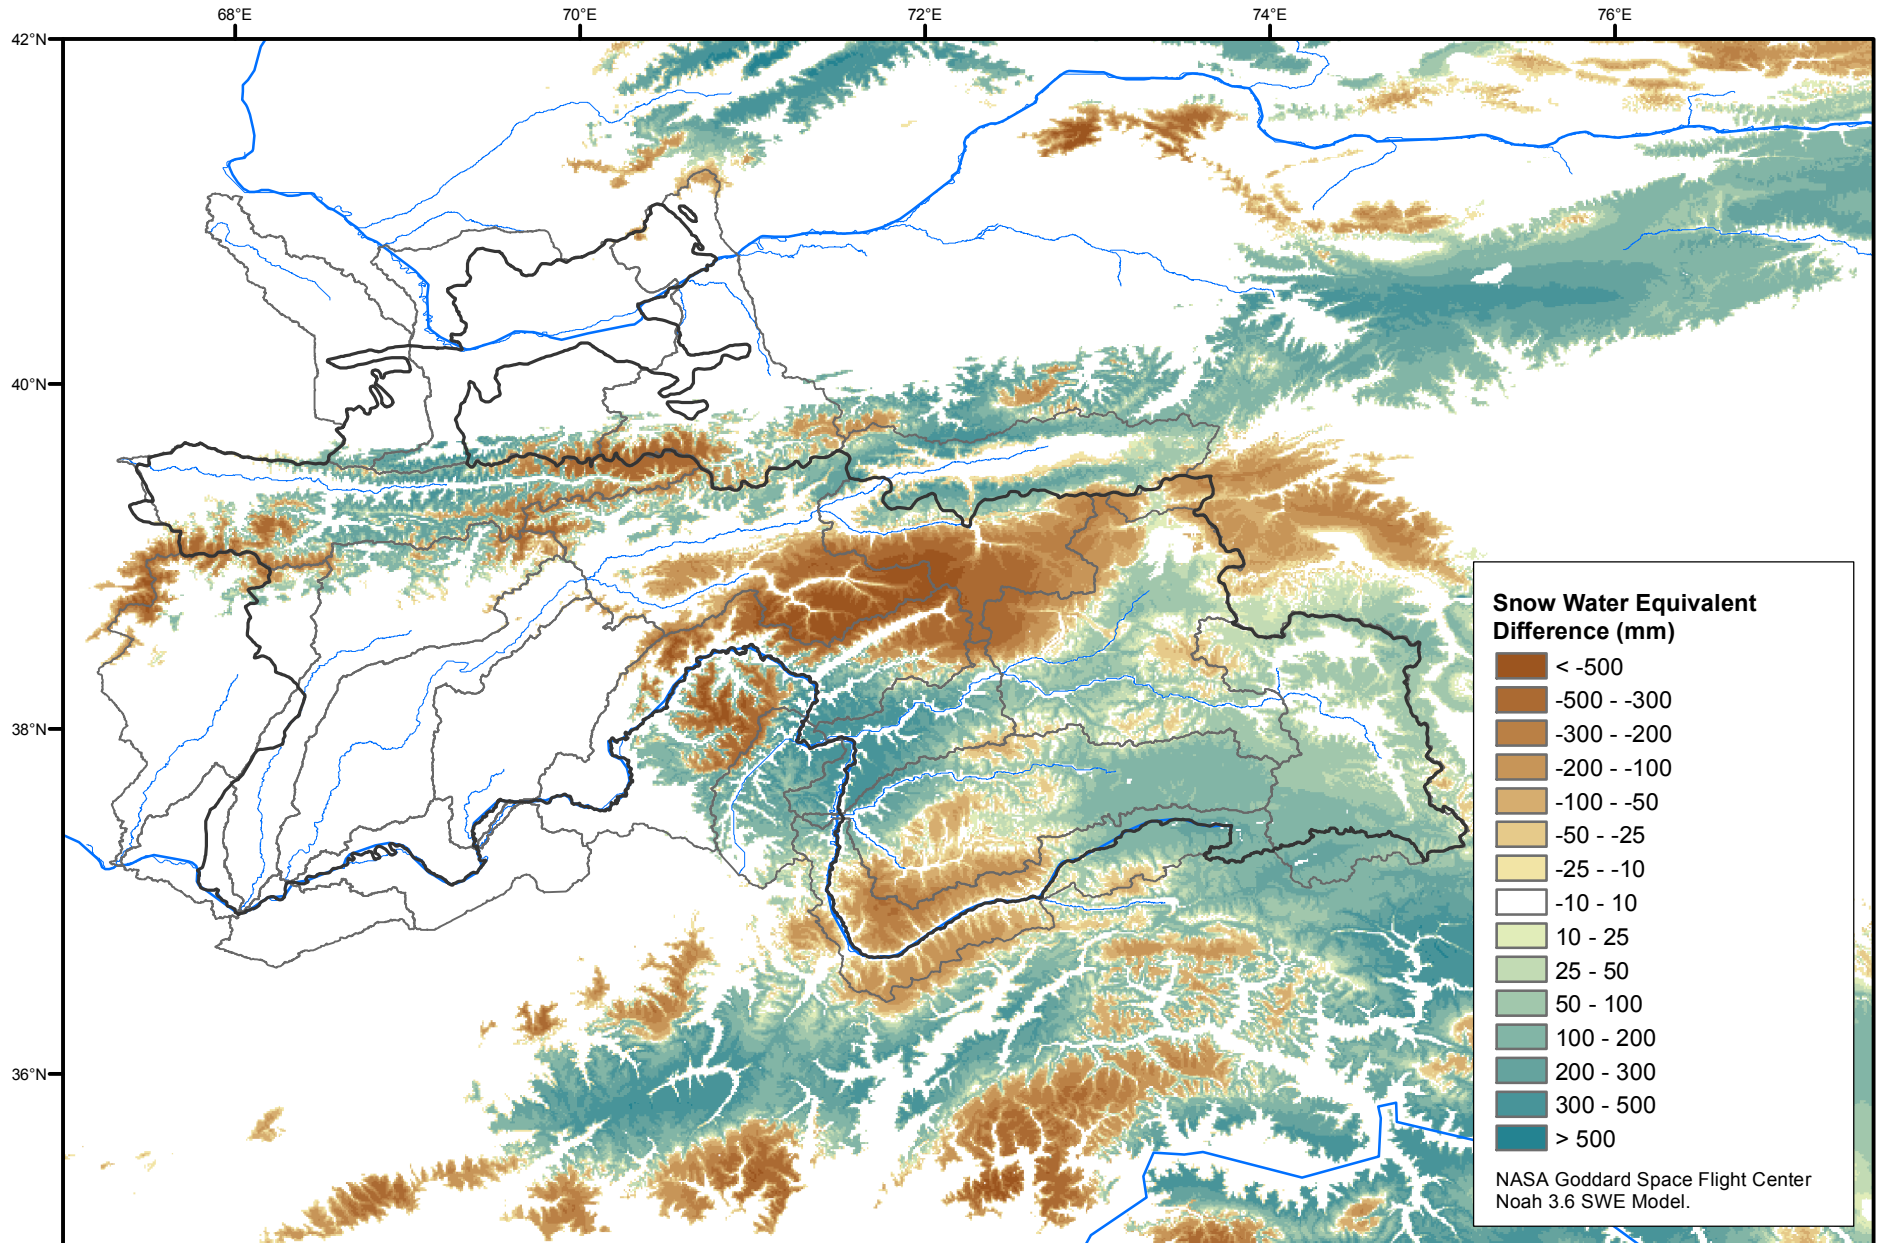 68°E
70°E
72°E
74°E
76°E
42°N
40°N
38°N
36°N
Snow Water Equivalent
Difference (mm)
< -500
-500 - -300
-300 - -200
-200 - -100
-100 - -50
-50 - -25
-25 - -10
-10 - 10
10 - 25
25 - 50
50 - 100
100 - 200
200 - 300
300 - 500
> 500
NASA Goddard Space Flight Center
Noah 3.6 SWE Model.